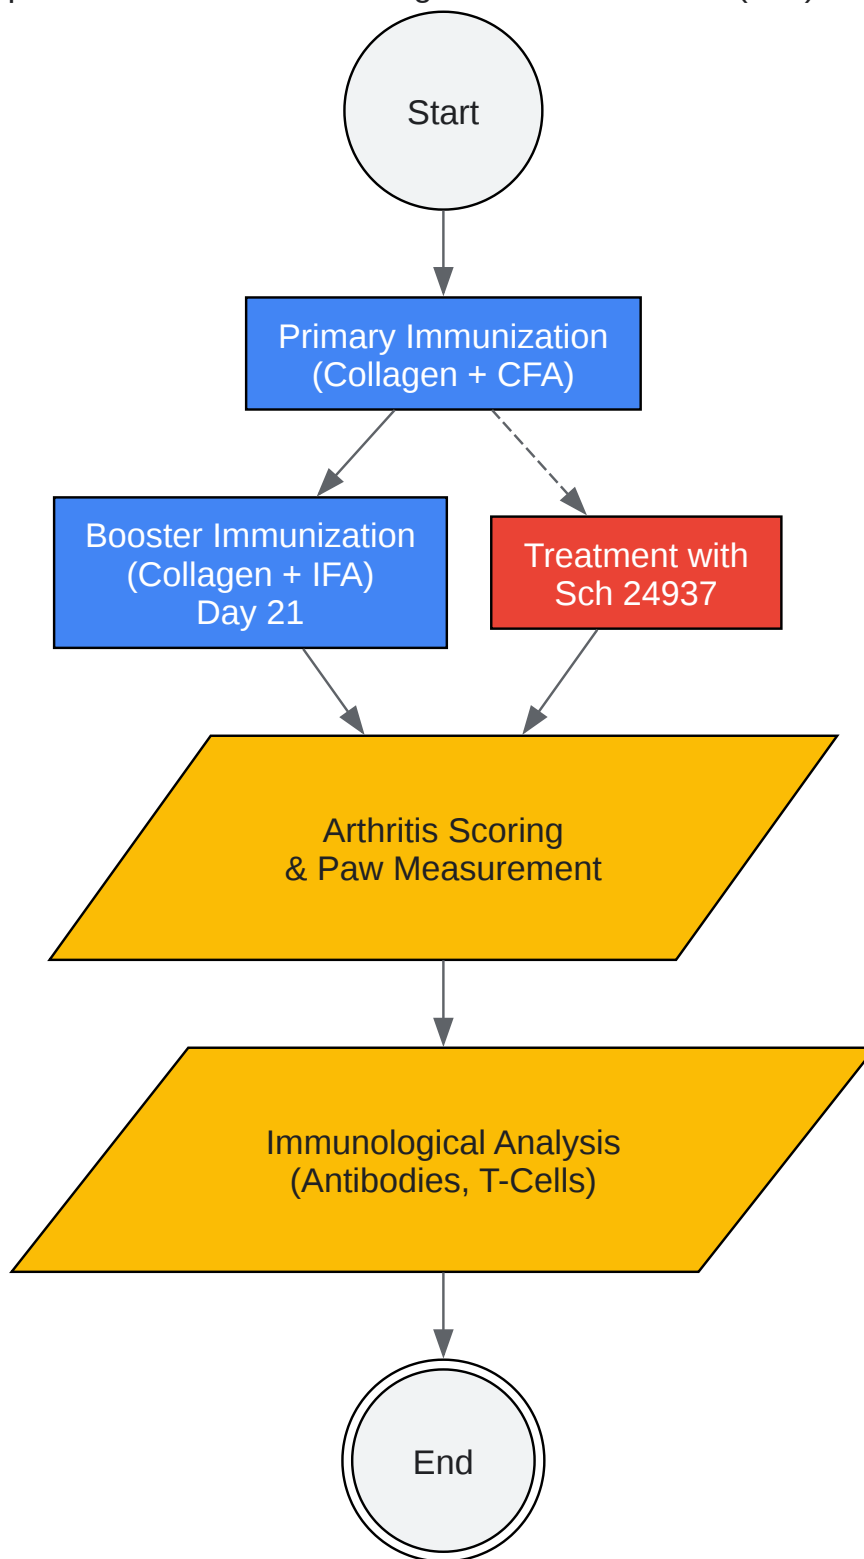 Start
Primary Immunization
(Collagen + CFA)
Booster Immunization
(Collagen + IFA)
Day 21
Treatment with
Sch 24937
Arthritis Scoring
& Paw Measurement
Immunological Analysis
(Antibodies, T-Cells)
End